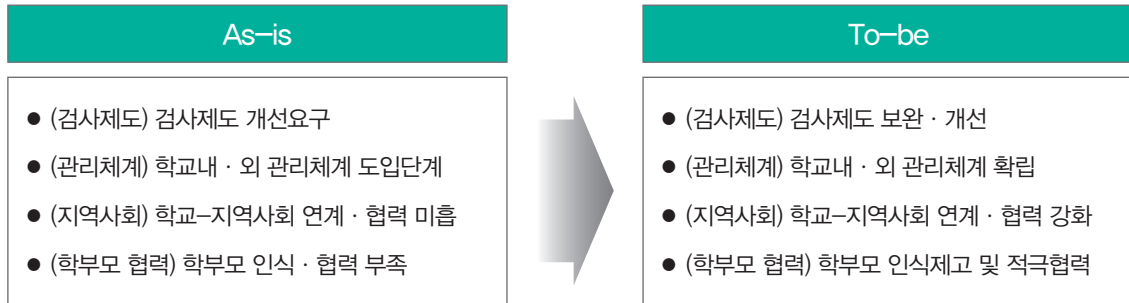 As-is
● (검사제도) 검사제도 개선요구
● (관리체계) 학교내 · 외 관리체계 도입단계
● (지역사회) 학교-지역사회 연계 · 협력 미흡
● (학부모 협력) 학부모 인식 · 협력 부족
To-be
● (검사제도) 검사제도 보완 · 개선
● (관리체계) 학교내 · 외 관리체계 확립
● (지역사회) 학교-지역사회 연계 · 협력 강화
● (학부모 협력) 학부모 인식제고 및 적극협력